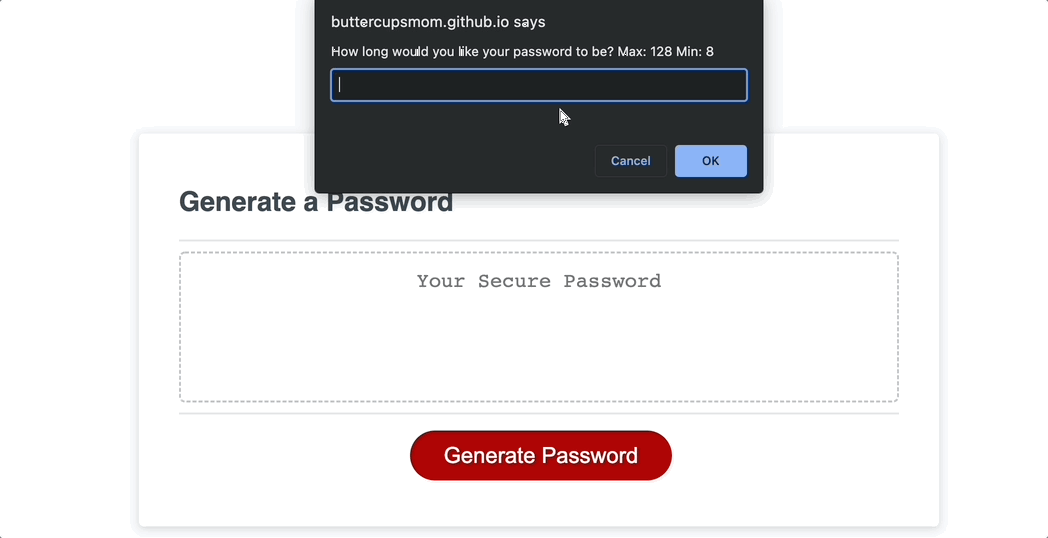 buttercupsmom.github.io says
How long would you like your password to be? Max: 128 Min: 8
Cancel
OK
Generate a Password
Your Secure Password
Generate Password